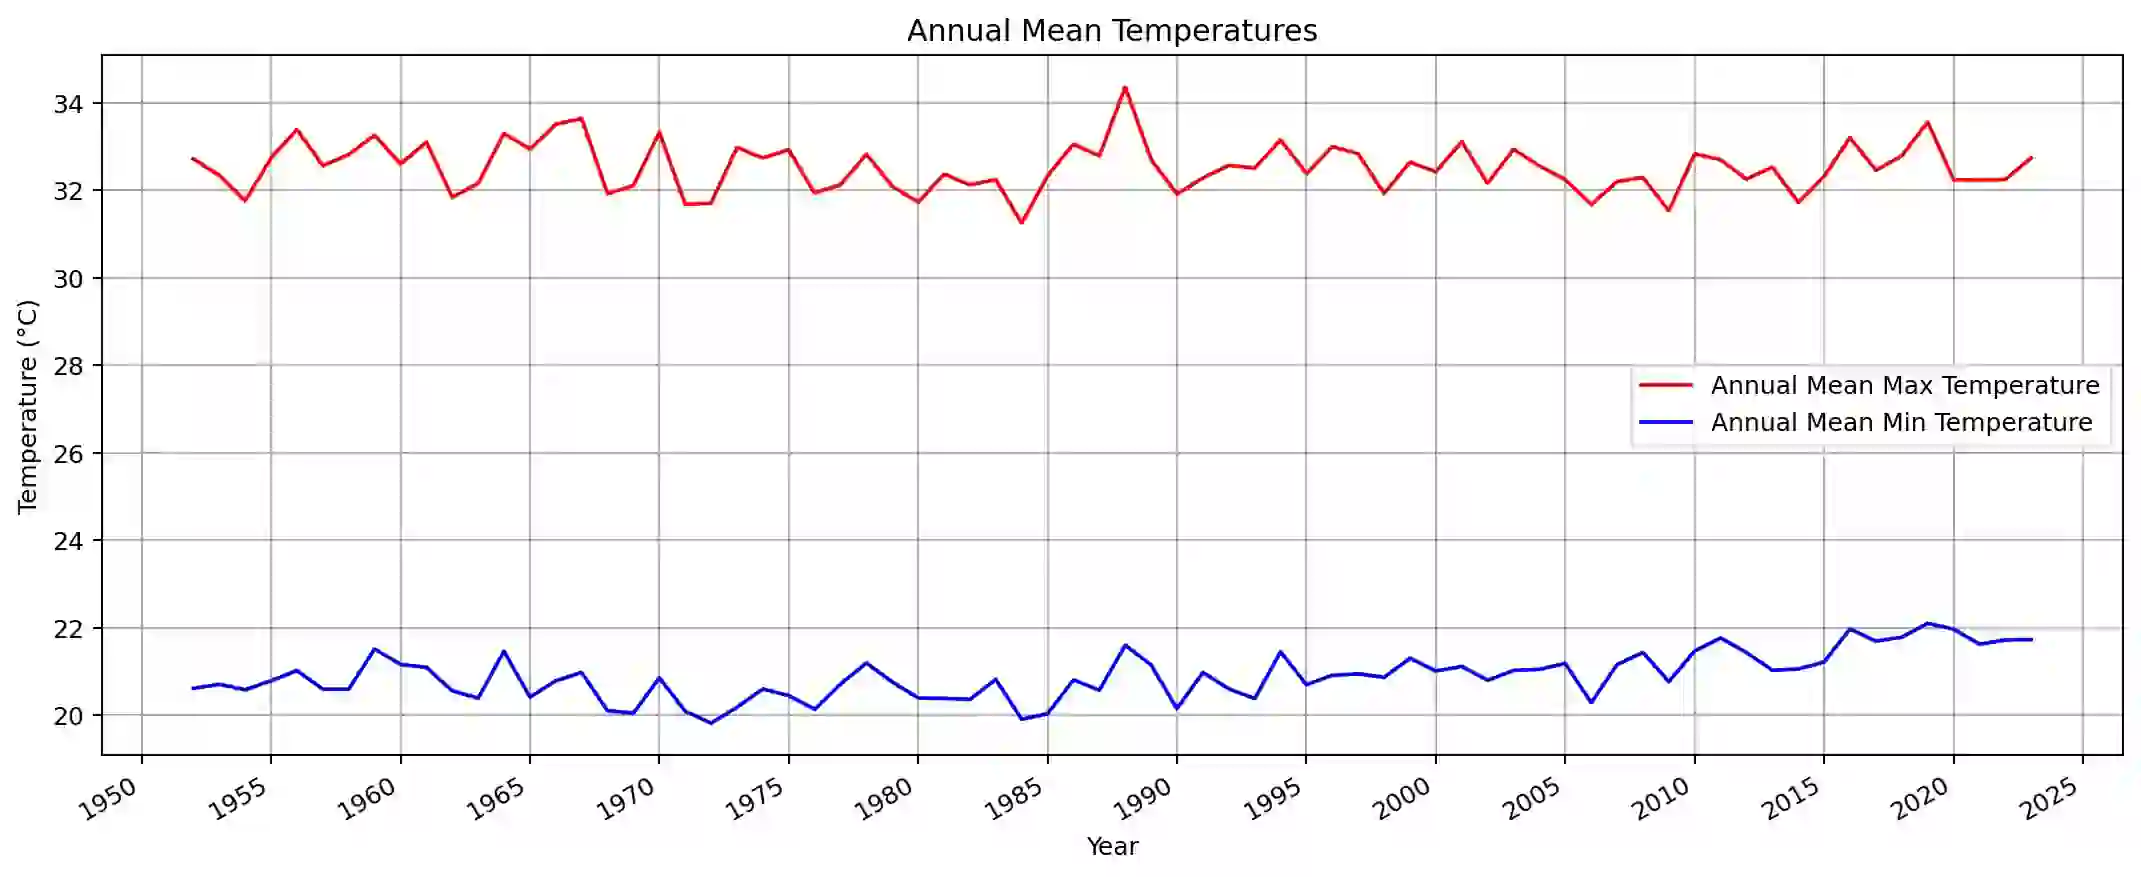 Annual Mean Temperatures
34
32
30
28
26
24
22
20
Temperature (°C)
Annual Mean Max Temperature
Annual Mean Min Temperature
1950 1955 1960 1965 1970 1975 1980 1985 1990 1995 2000 2005 2010 2015 2020 2025
Year